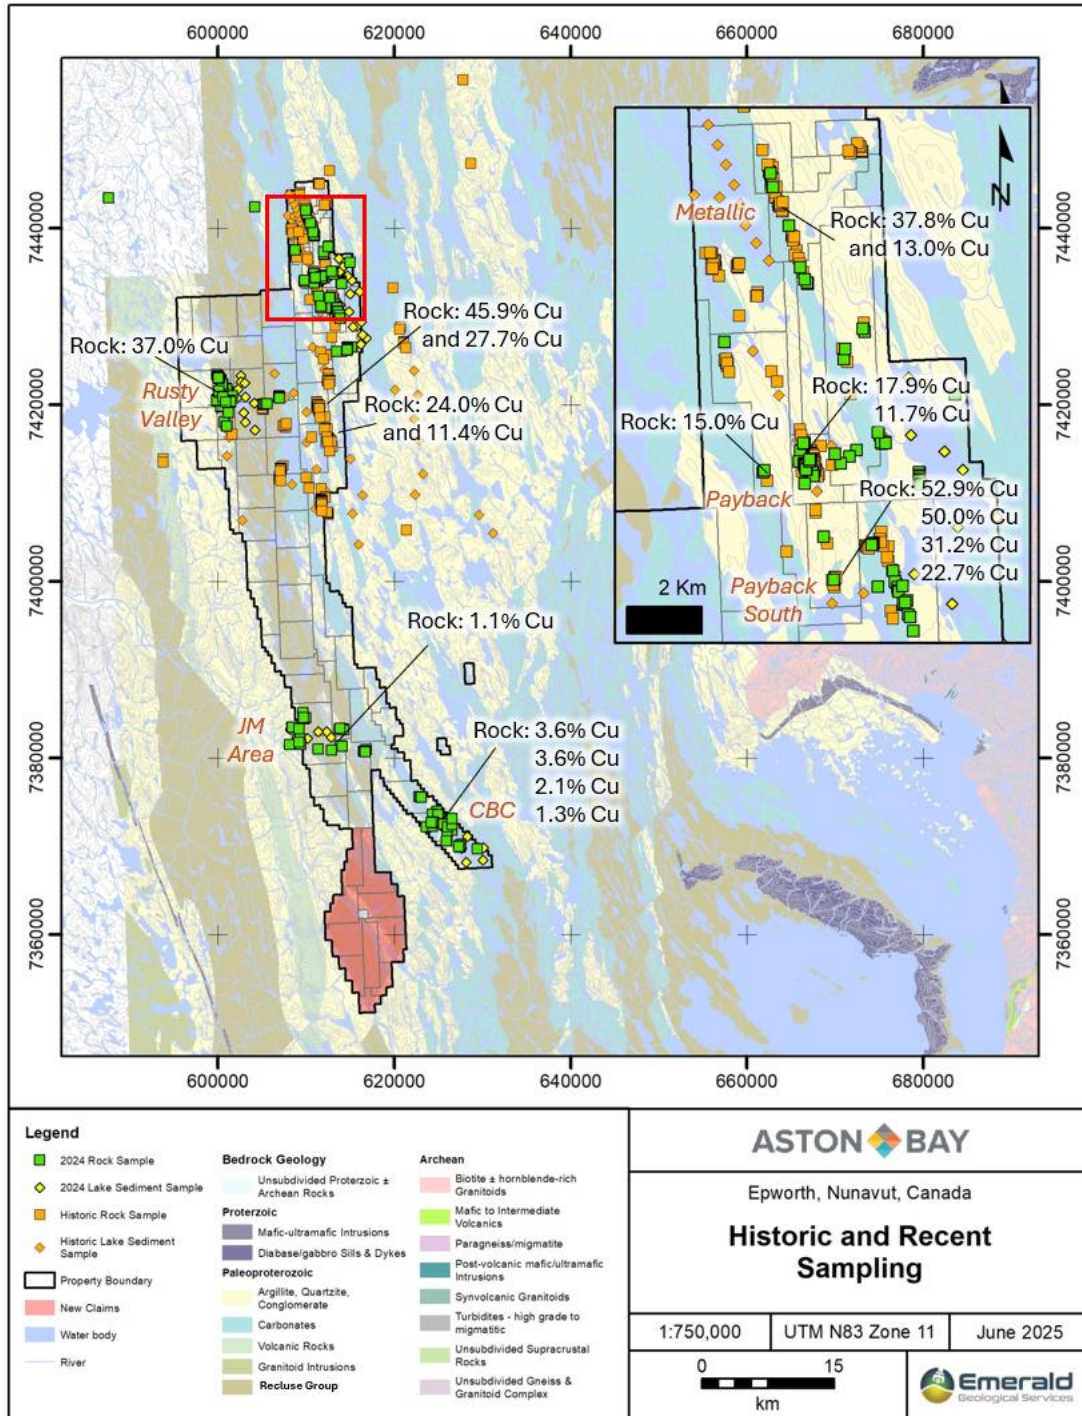 600000
620000
640000
660000
680000
7440000
7420000
7400000
7380000
7360000
7440000
7420000
7400000
7380000
7360000
N
Metallic
Rock: 37.8% Cu
and 13.0% Cu
Rock: 17.9% Cu
11.7% Cu
Rock: 15.0% Cu
Payback
Rock: 52.9% Cu
50.0% Cu
31.2% Cu
22.7% Cu
Payback
South
2 Km
Rock: 45.9% Cu
and 27.7% Cu
Rock: 37.0% Cu
Rusty
Valley
Rock: 24.0% Cu
and 11.4% Cu
Rock: 1.1% Cu
JM
Area
Rock: 3.6% Cu
3.6% Cu
2.1% Cu
1.3% Cu
CBC
600000
620000
640000
660000
680000
Legend
2024 Rock Sample
2024 Lake Sediment Sample
Historic Rock Sample
Historic Lake Sediment
Sample
Property Boundary
New Claims
Water body
River
Bedrock Geology
Unsubdivided Proterzoic ±
Archean Rocks
Proterzoic
Mafic-ultramafic Intrusions
Diabase/gabbro Sills & Dykes
Paleoproterozoic
Argillite, Quartzite,
Conglomerate
Carbonates
Volcanic Rocks
Granitoid Intrusions
Recluse Group
Archean
Biotite ± hornblende-rich
Granitoids
Mafic to Intermediate
Volcanics
Paragneiss/migmatite
Post-volcanic mafic/ultramafic
Intrusions
Synvolcanic Granitoids
Turbidites - high grade to
migmatitic
Unsubdivided Supracrustal
Rocks
Unsubdivided Gneiss &
Granitoid Complex
ASTON BAY
Epworth, Nunavut, Canada
Historic and Recent
Sampling
1:750,000
UTM N83 Zone 11
June 2025
0 15
km
Emerald
Geological Services